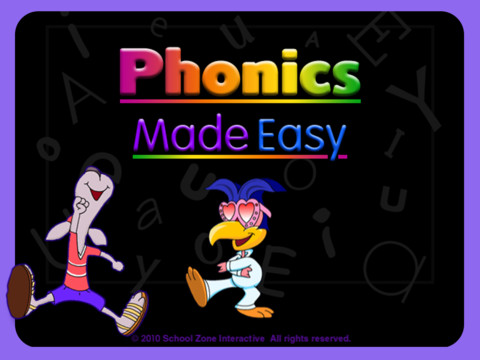 Phonics
Made Easy
© 2010 School Zone Interactive All rights reserved.